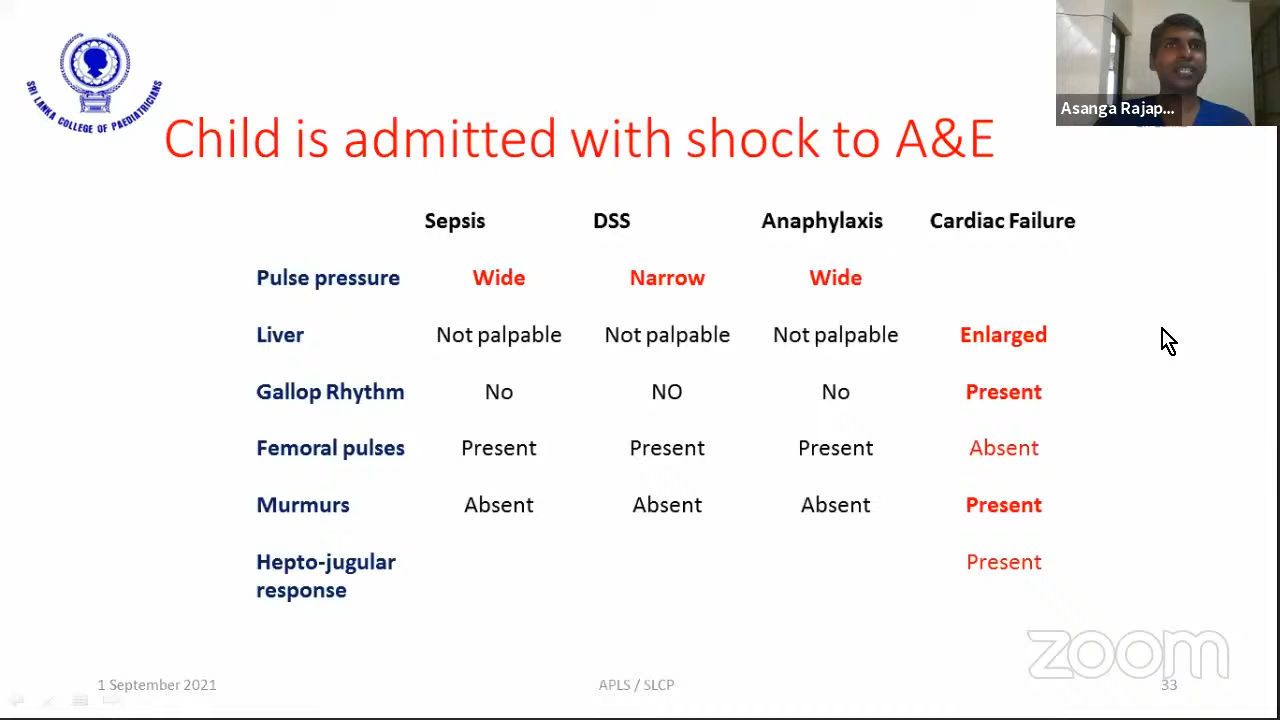 SRI LANKA COLLEGE OF PAEDIATRICIANS
Asanga Rajap...
Child is admitted with shock to A&E
Sepsis DSS Anaphylaxis Cardiac Failure
Pulse pressure Wide Narrow Wide
Liver Not palpable Not palpable Not palpable Enlarged
Gallop Rhythm No NO No Present
Femoral pulses Present Present Present Absent
Murmurs Absent Absent Absent Present
Hepto-jugular Present
response
zoom
1 September 2021 APLS / SLCP 33